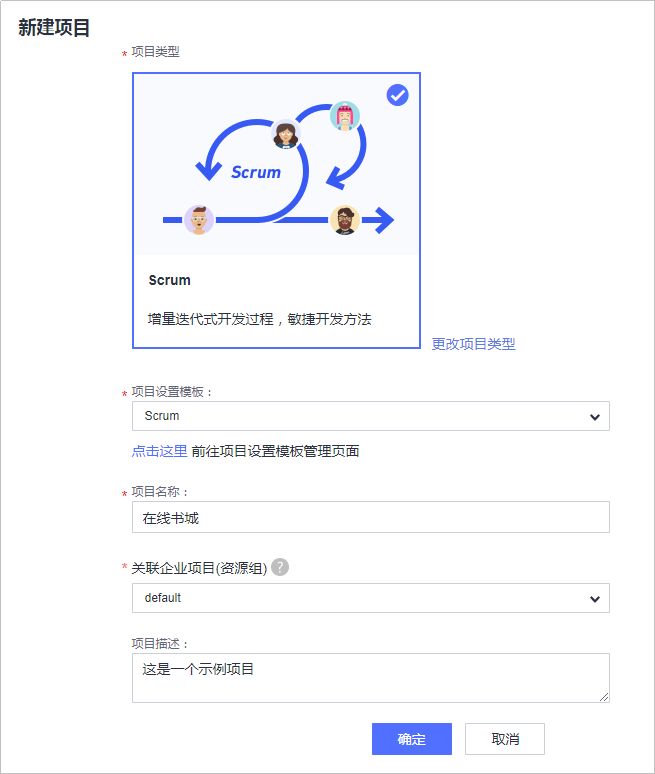 新建项目
* 项目类型
Scrum
Scrum
增量迭代式开发过程，敏捷开发方法
更改项目类型
* 项目设置模板：
Scrum
点击这里 前往项目设置模板管理页面
* 项目名称：
在线书城
* 关联企业项目(资源组) ?
default
项目描述：
这是一个示例项目
确定 取消